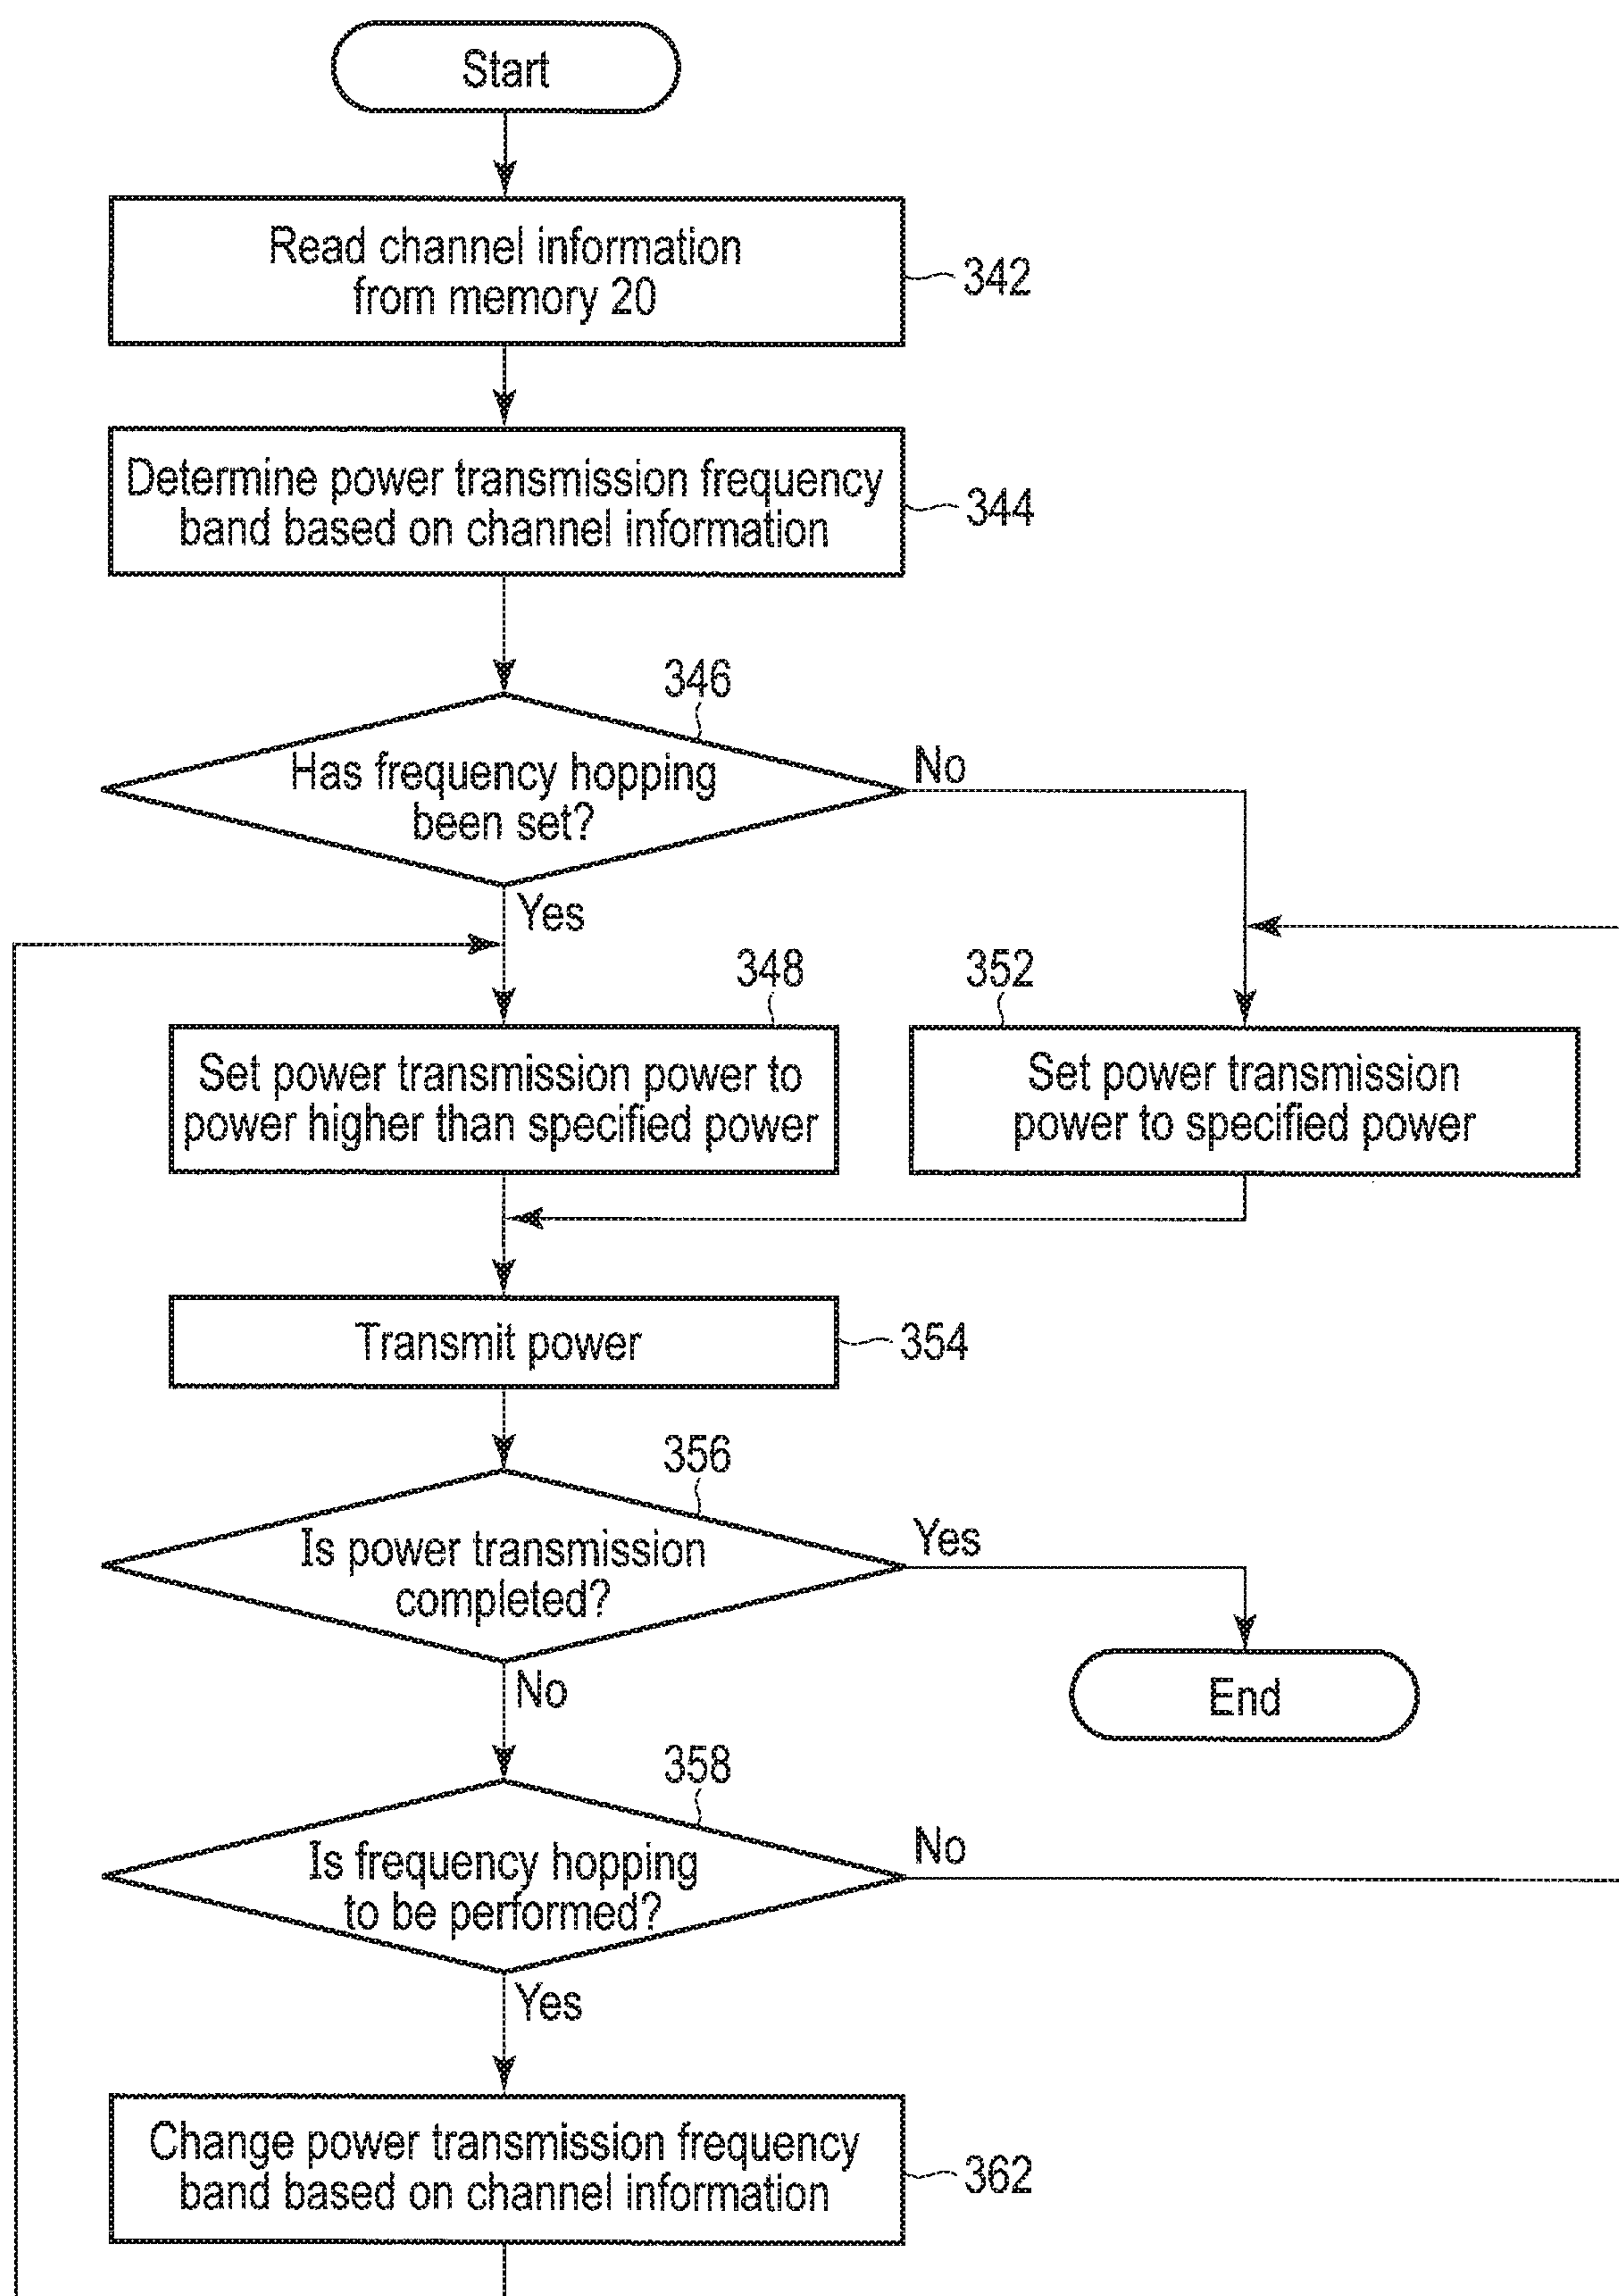 Start
Read channel information
from memory 20
342
Determine power transmission frequency
band based on channel information
344
346
Has frequency hopping
been set?
No
Yes
348
352
Set power transmission power to
power higher than specified power
Set power transmission
power to specified power
Transmit power
354
356
Is power transmission
completed?
Yes
No
End
358
Is frequency hopping
to be performed?
No
Yes
Change power transmission frequency
band based on channel information
362